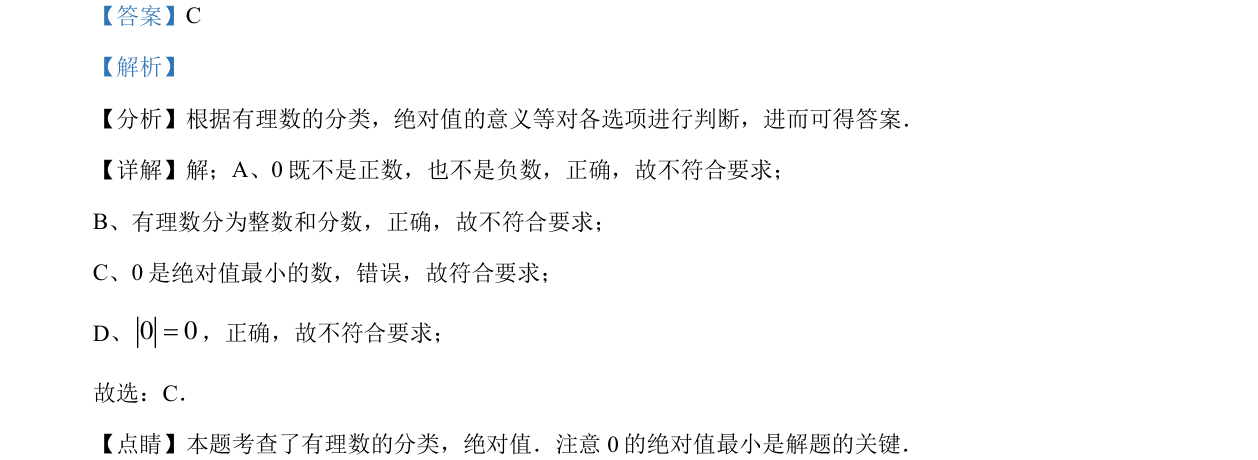 【答案】C
【解析】
【分析】根据有理数的分类，绝对值的意义等对各选项进行判断，进而可得答案．
【详解】解；A、0 既不是正数，也不是负数，正确，故不符合要求；
B、有理数分为整数和分数，正确，故不符合要求；
C、0 是绝对值最小的数，错误，故符合要求；
D、|0|=0，正确，故不符合要求；
故选：C．
【点睛】本题考查了有理数的分类，绝对值．注意 0 的绝对值最小是解题的关键．